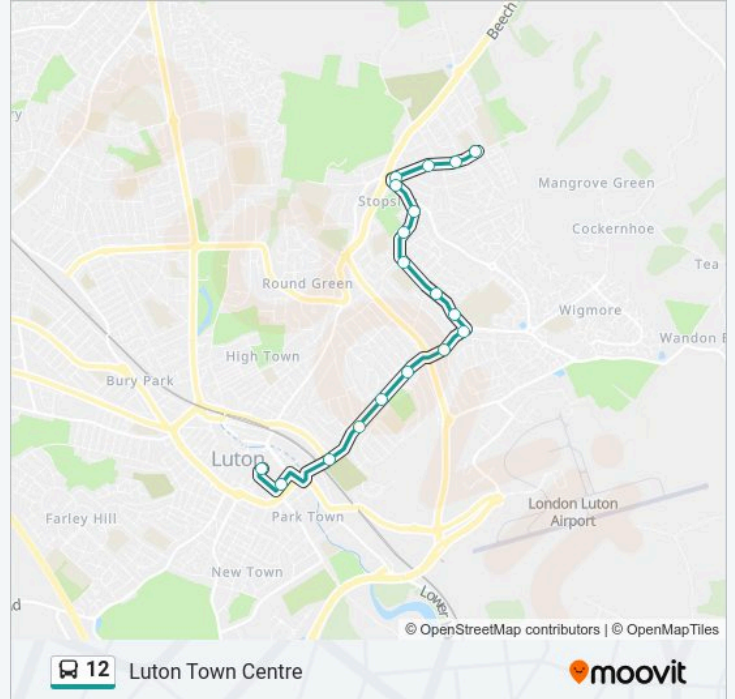 Beech
ry
Mangrove Green
Stopsl
Cockernhoe
Tea
Round Green
Wigmore
Wandon E
High Town
Bury Park
Luton
London Luton
Airport
Farley Hill
Park Town
New Town
Lower
d
© OpenStreetMap contributors | © OpenMapTiles
12 Luton Town Centre
moovit